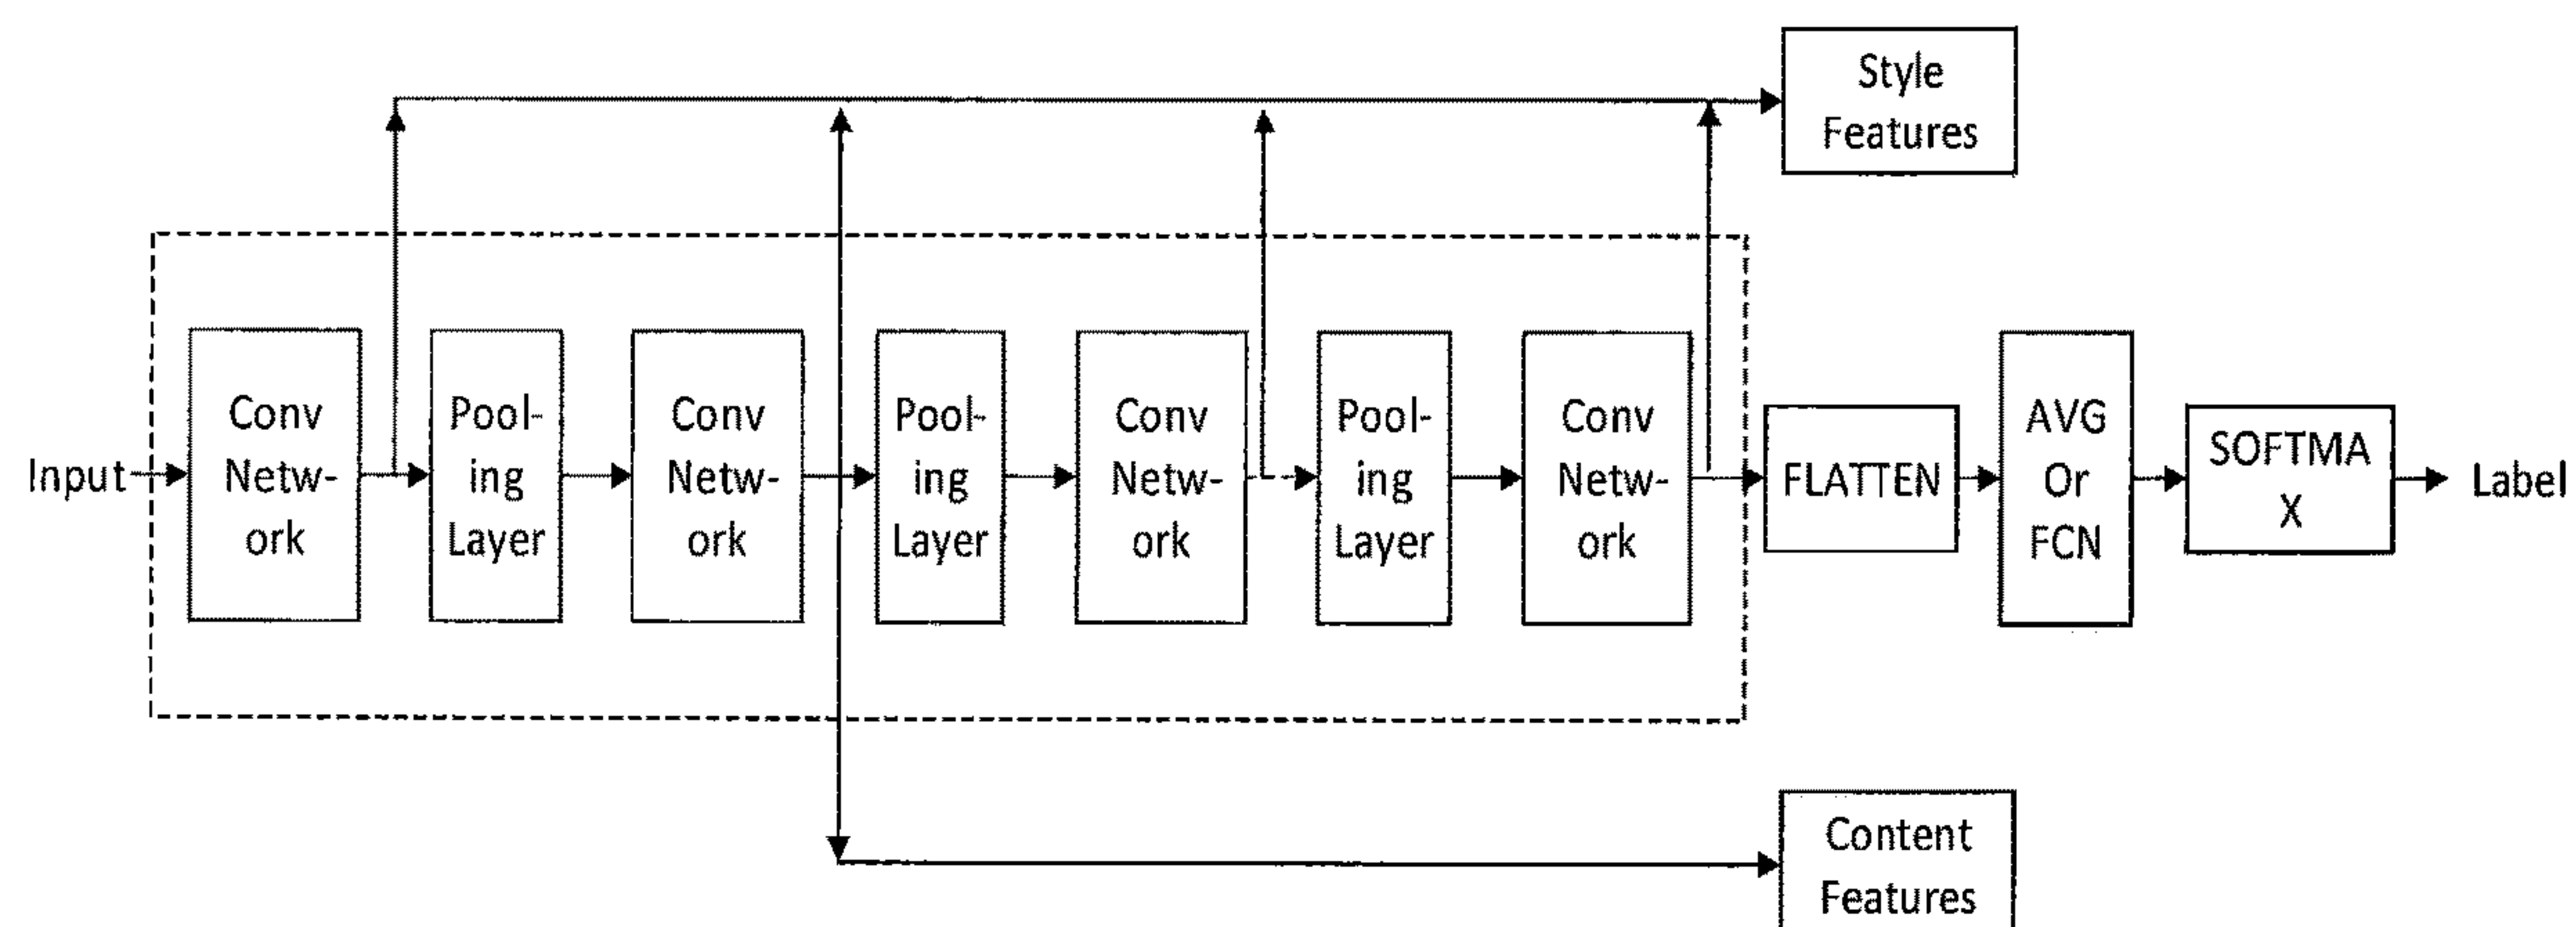 Style
Features
Input
Conv
Netw-
ork
Pool-
ing
Layer
Conv
Netw-
ork
Pool-
ing
Layer
Conv
Netw-
ork
Pool-
ing
Layer
Conv
Netw-
ork
FLATTEN
AVG
Or
FCN
SOFTMA
X
Label
Content
Features